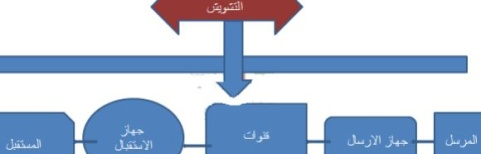 التشويش
المرسل
جهاز الارسال
قنوات
جهاز
الاستقبال
المستقبل